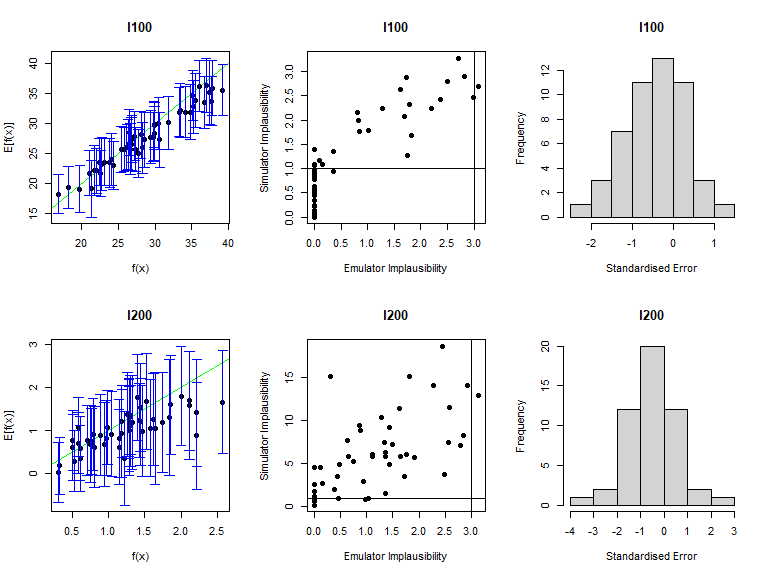 I100
E[f(x)]
15 20 25 30 35 40
20 25 30 35 40
f(x)
I100
Simulator Implausibility
0.0 0.5 1.0 1.5 2.0 2.5 3.0
0.0 0.5 1.0 1.5 2.0 2.5 3.0
Emulator Implausibility
I100
Frequency
0 2 4 6 8 10 12
-2 -1 0 1
Standardised Error
I200
E[f(x)]
0 1 2 3
0.5 1.0 1.5 2.0 2.5
f(x)
I200
Simulator Implausibility
0 5 10 15
0.0 0.5 1.0 1.5 2.0 2.5 3.0
Emulator Implausibility
I200
Frequency
0 5 10 15 20
-4 -3 -2 -1 0 1 2 3
Standardised Error